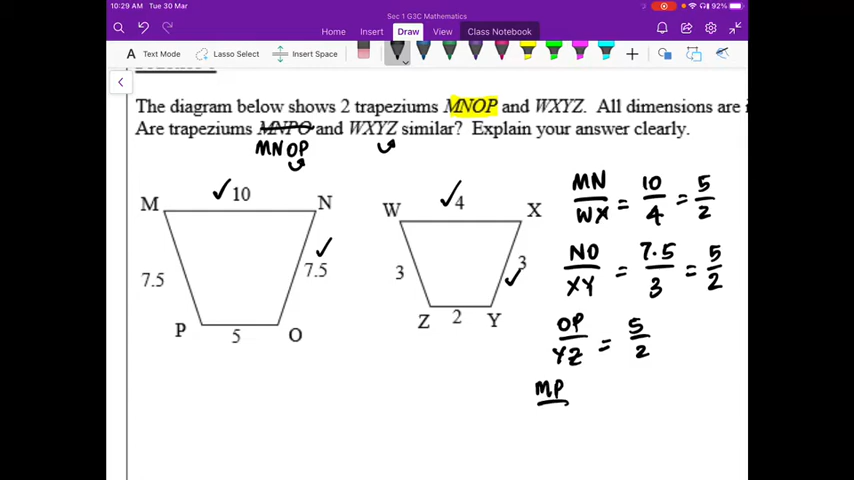 10:29 AM Tue 30 Mar
92%
Sec 1 G3C Mathematics
Home Insert Draw View Class Notebook
Text Mode Lasso Select Insert Space
The diagram below shows 2 trapeziums MNOP and WXYZ. All dimensions are i
Are trapeziums MNPO and WXYZ similar? Explain your answer clearly.
MNOP
M 10 N
W 4 X
7.5 7.5
3 3
P 5 O
Z 2 Y
MN/WX = 10/4 = 5/2
NO/XY = 7.5/3 = 5/2
OP/YZ = 5/2
MP